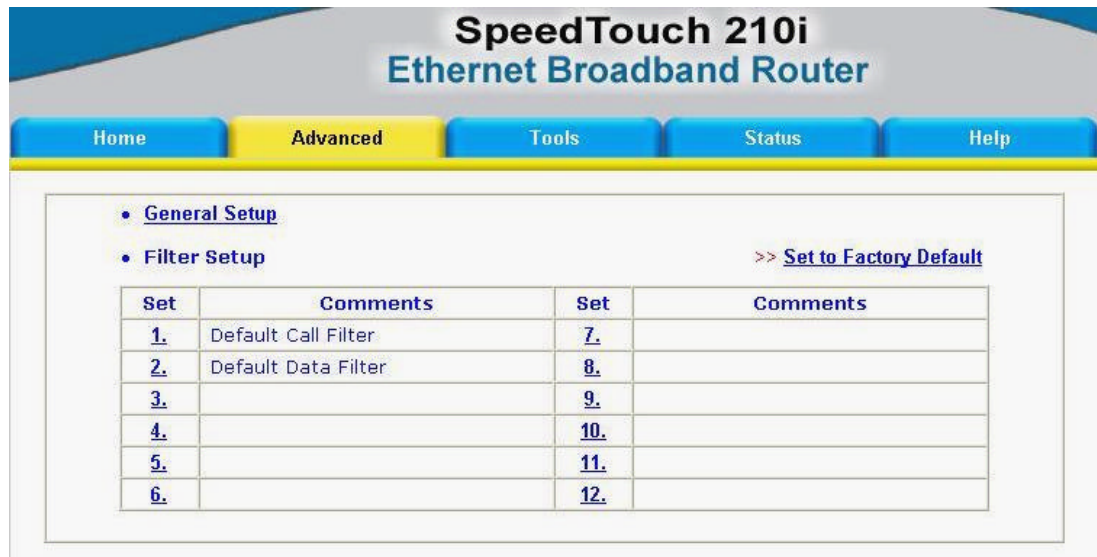 SpeedTouch 210i
Ethernet Broadband Router
Home Advanced Tools Status Help
• General Setup
• Filter Setup >> Set to Factory Default
Set Comments Set Comments
1. Default Call Filter 7.
2. Default Data Filter 8.
3. 9.
4. 10.
5. 11.
6. 12.